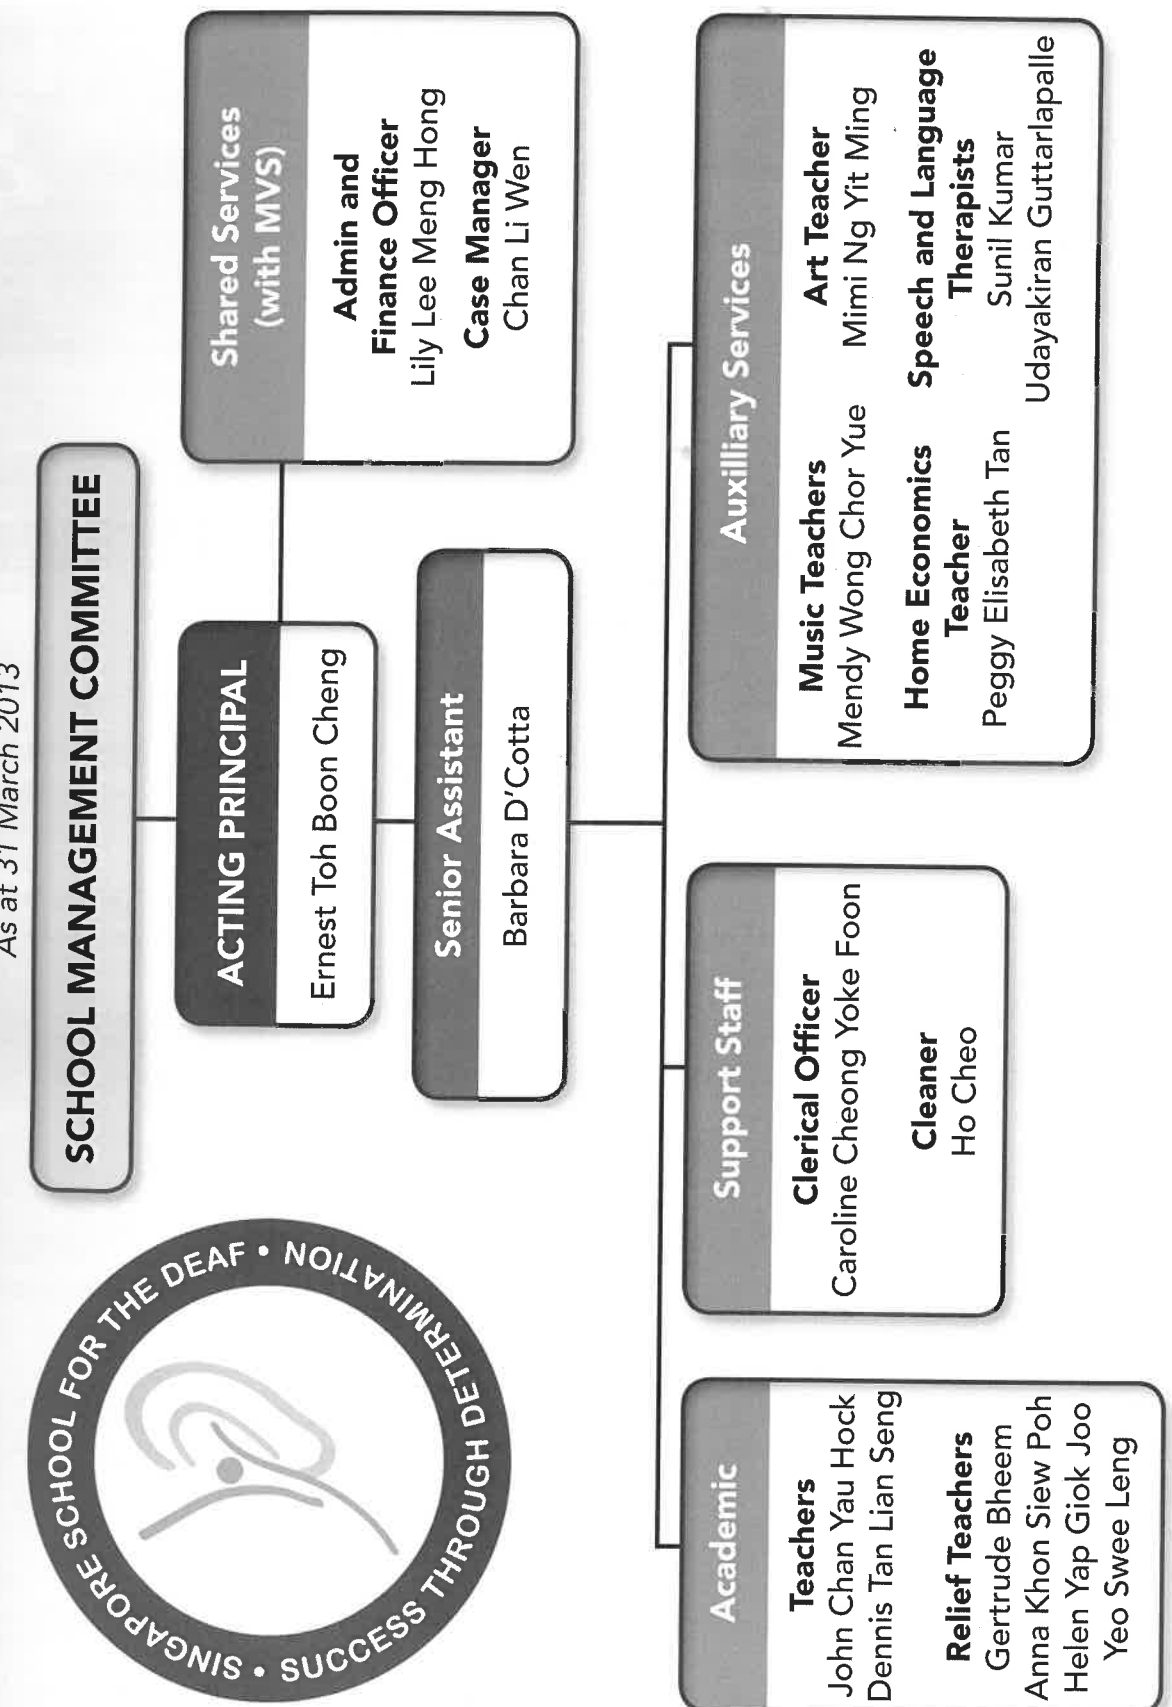 As at 31 March 2013
SCHOOL MANAGEMENT COMMITTEE
SINGAPORE SCHOOL FOR THE DEAF •
SUCCESS THROUGH DETERMINATION •
ACTING PRINCIPAL
Ernest Toh Boon Cheng
Shared Services
(with MVS)
Admin and
Finance Officer
Lily Lee Meng Hong
Case Manager
Chan Li Wen
Senior Assistant
Barbara D'Cotta
Academic
Teachers
John Chan Yau Hock
Dennis Tan Lian Seng
Relief Teachers
Gertrude Bheem
Anna Khon Siew Poh
Helen Yap Giok Joo
Yeo Swee Leng
Support Staff
Clerical Officer
Caroline Cheong Yoke Foon
Cleaner
Ho Cheo
Auxilliary Services
Music Teachers
Mendy Wong Chor Yue
Home Economics
Teacher
Peggy Elisabeth Tan
Art Teacher
Mimi Ng Yit Ming
Speech and Language
Therapists
Sunil Kumar
Udayakiran Guttarlapalle